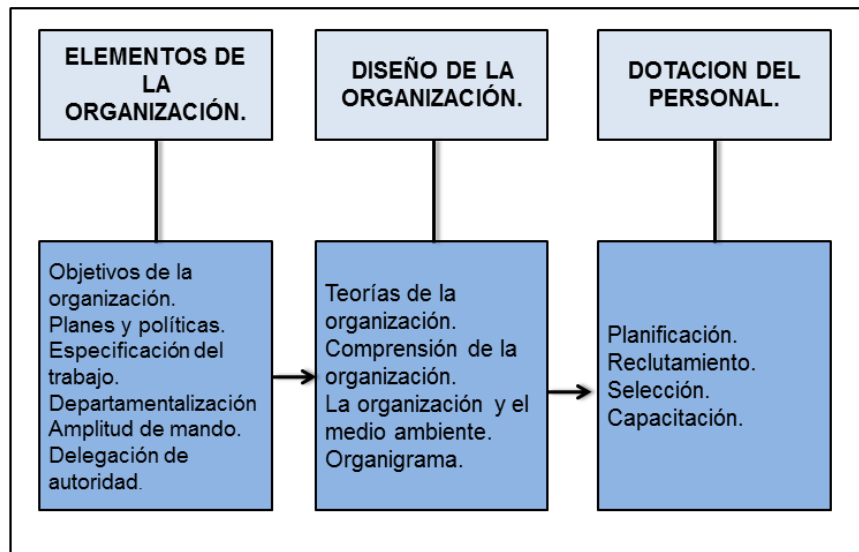 ELEMENTOS DE
LA
ORGANIZACIÓN.
DISEÑO DE LA
ORGANIZACIÓN.
DOTACION DEL
PERSONAL.
Objetivos de la
organización.
Planes y políticas.
Especificación del
trabajo.
Departamentalización
Amplitud de mando.
Delegación de
autoridad.
Teorías de la
organización.
Comprensión de la
organización.
La organización y el
medio ambiente.
Organigrama.
Planificación.
Reclutamiento.
Selección.
Capacitación.